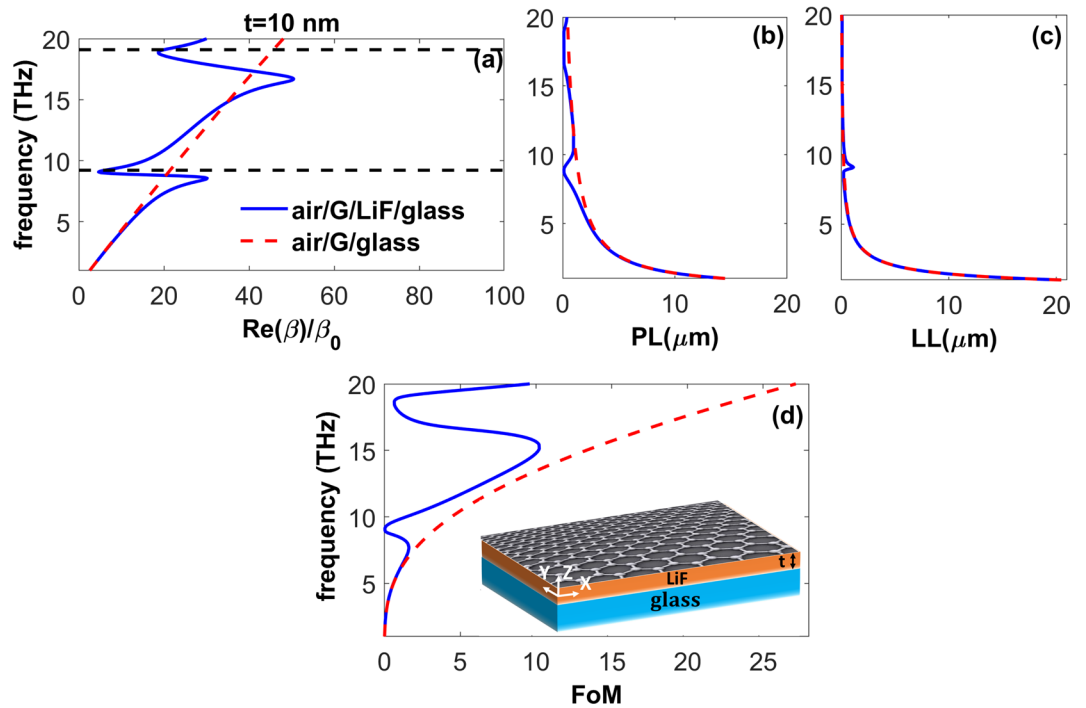 t=10 nm
20
15
10
5
frequency (THz)
(a)
air/G/LiF/glass
air/G/glass
0 20 40 60 80 100
Re(β)/β₀
20
15
10
5
(b)
0 10 20
PL(μm)
20
15
10
5
(c)
0 10 20
LL(μm)
20
15
10
5
frequency (THz)
(d)
Y Z X
LiF
t
glass
0 5 10 15 20 25
FoM